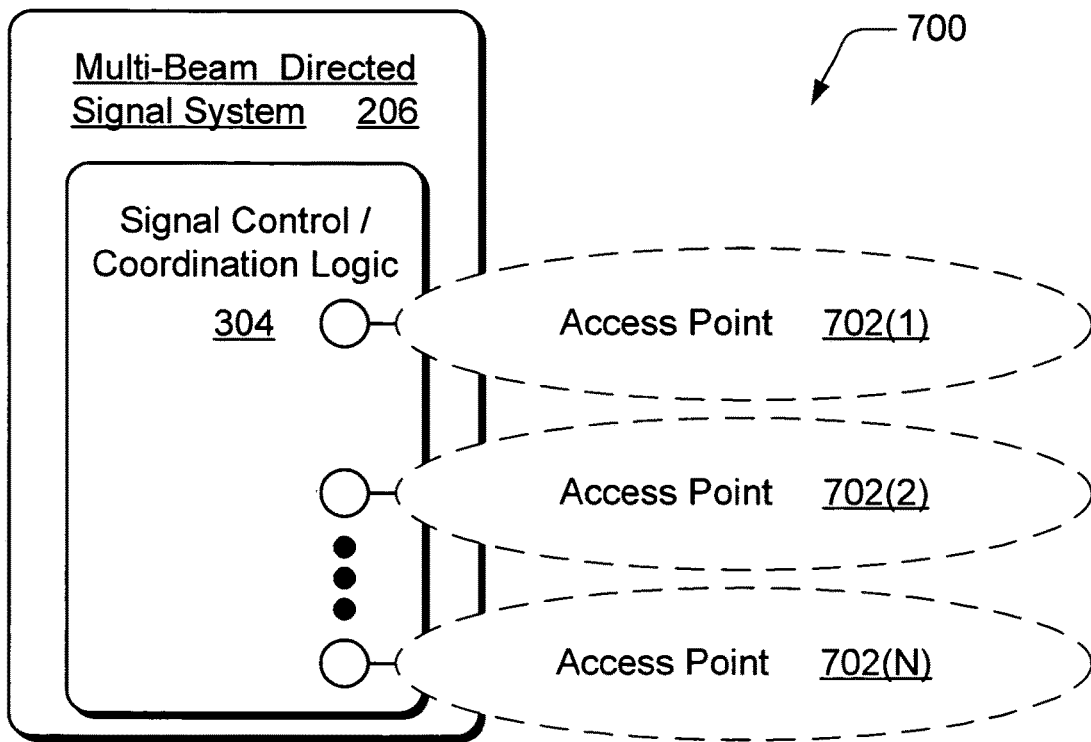 700
Multi-Beam Directed
Signal System 206
Signal Control /
Coordination Logic
304
Access Point 702(1)
Access Point 702(2)
Access Point 702(N)